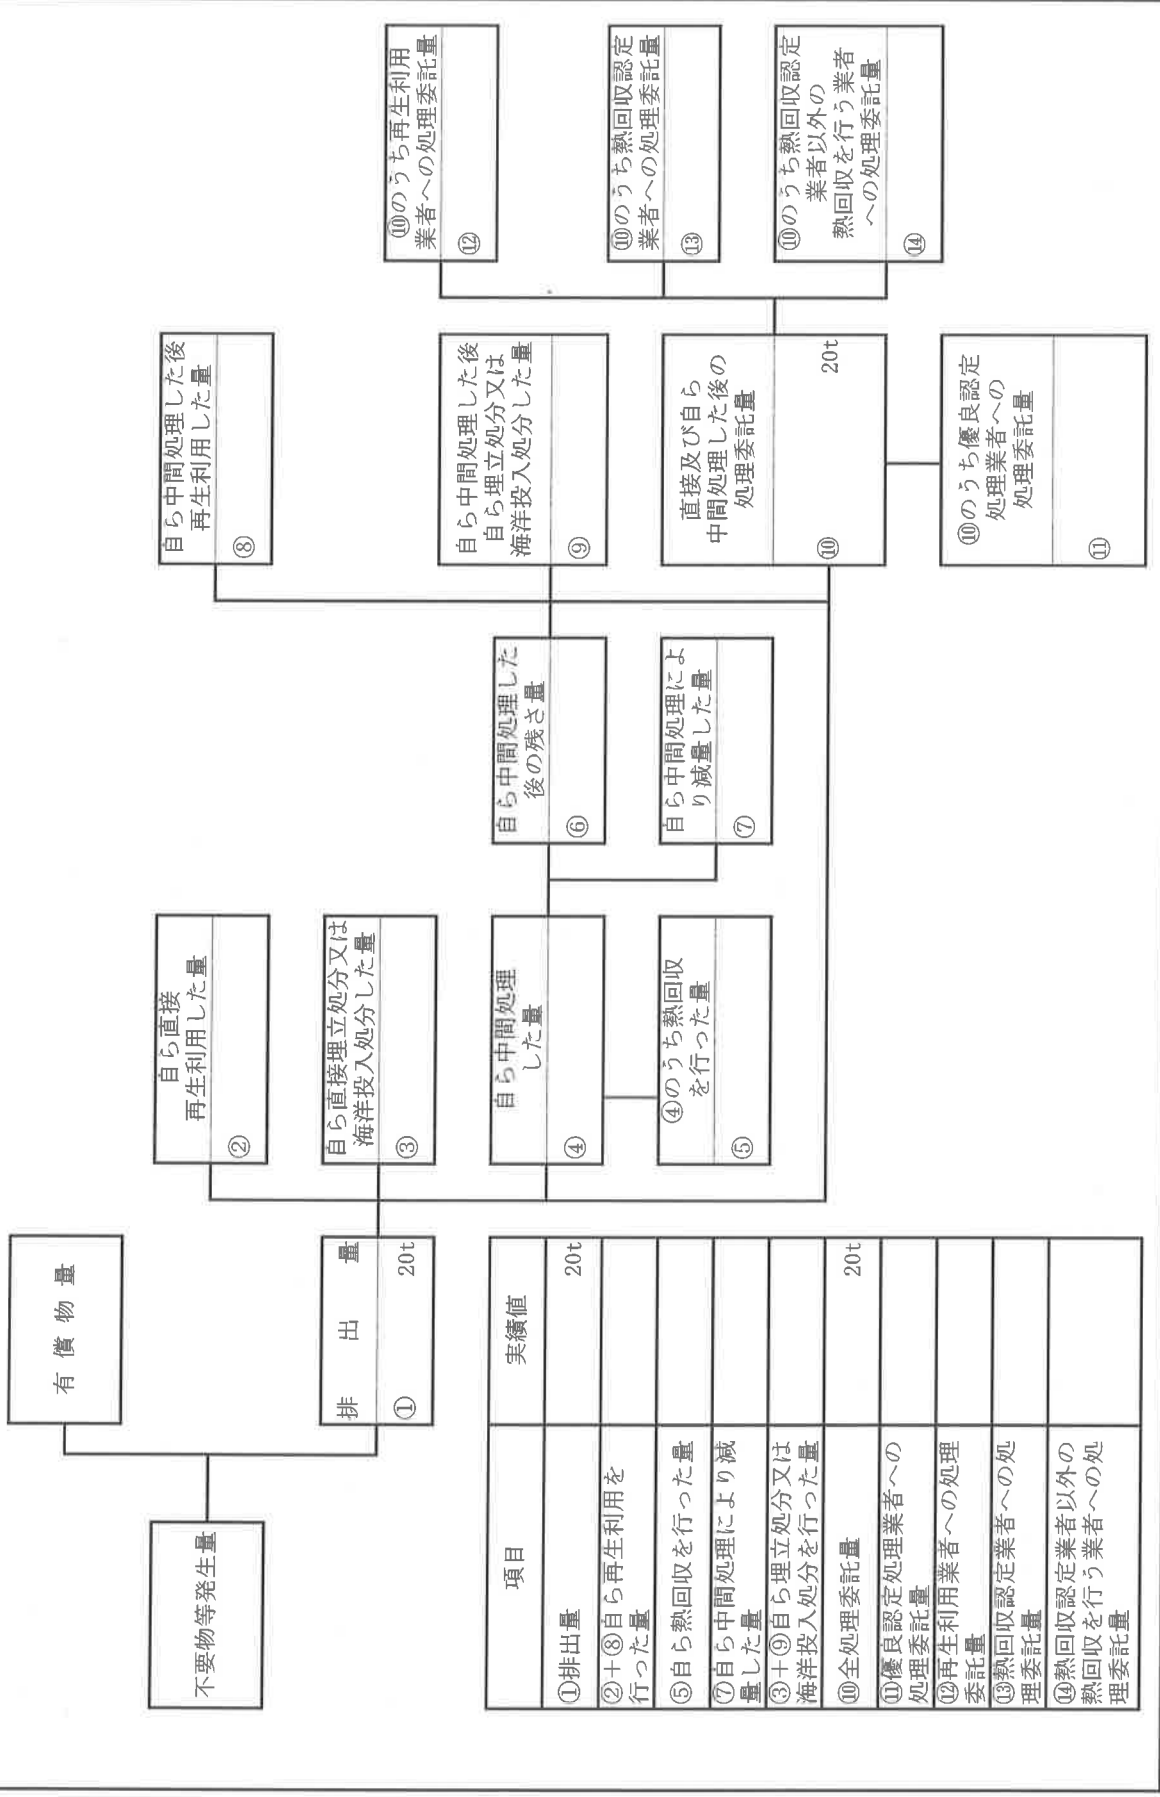 不要物等発生量
有償物量
排出量
① 20t
自ら直接
再生利用した量
②
自ら直接埋立処分又は
海洋投入処分した量
③
自ら中間処理
した量
④
④のうち熱回収
を行った量
⑤
自ら中間処理した
後の残さ量
⑥
自ら中間処理によ
り減量した量
⑦
自ら中間処理した後
再生利用した量
⑧
自ら中間処理した後
自ら埋立処分又は
海洋投入処分した量
⑨
直接及び自ら
中間処理した後の
処理委託量
⑩ 20t
⑩のうち優良認定
処理業者への
処理委託量
⑪
⑩のうち再生利用
業者への処理委託量
⑫
⑩のうち熱回収認定
業者への処理委託量
⑬
⑩のうち熱回収認定
業者以外の
熱回収を行う業者
への処理委託量
⑭
項目 実績値
①排出量 20t
②+⑧自ら再生利用を
行った量
⑤自ら熱回収を行った量
⑦自ら中間処理により減
量した量
③+⑨自ら埋立処分又は
海洋投入処分を行った量
⑩全処理委託量 20t
⑪優良認定処理業者への
処理委託量
⑫再生利用業者への処理
委託量
⑬熱回収認定業者への処
理委託量
⑭熱回収認定業者以外の
熱回収を行う業者への処
理委託量